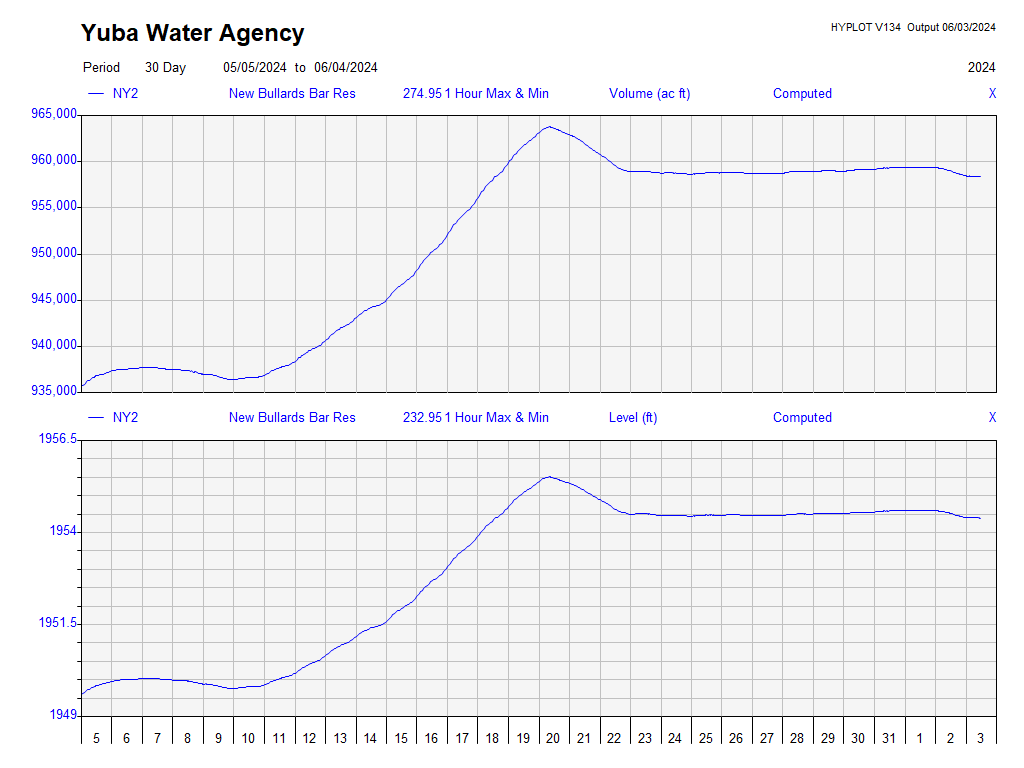 Yuba Water Agency
HYPLOT V134 Output 06/03/2024
Period 30 Day 05/05/2024 to 06/04/2024 2024
NY2 New Bullards Bar Res 274.95 1 Hour Max & Min Volume (ac ft) Computed X
965,000
960,000
955,000
950,000
945,000
940,000
935,000
NY2 New Bullards Bar Res 232.95 1 Hour Max & Min Level (ft) Computed X
1956.5
1954
1951.5
1949
5 6 7 8 9 10 11 12 13 14 15 16 17 18 19 20 21 22 23 24 25 26 27 28 29 30 31 1 2 3